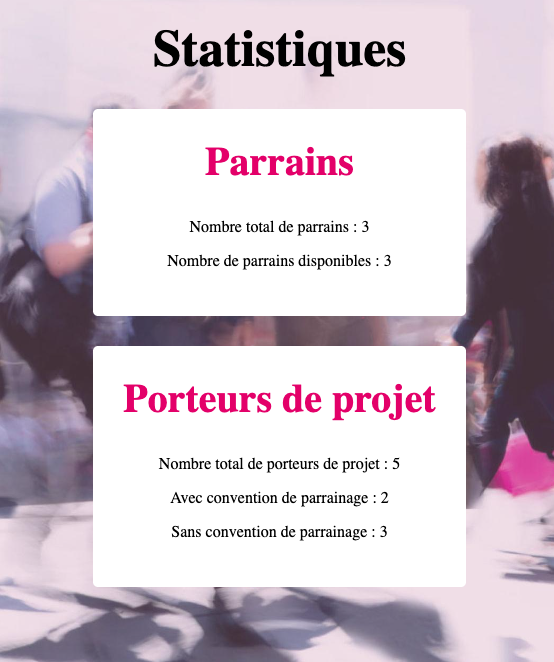 Statistiques
Parrains
Nombre total de parrains : 3
Nombre de parrains disponibles : 3
Porteurs de projet
Nombre total de porteurs de projet : 5
Avec convention de parrainage : 2
Sans convention de parrainage : 3